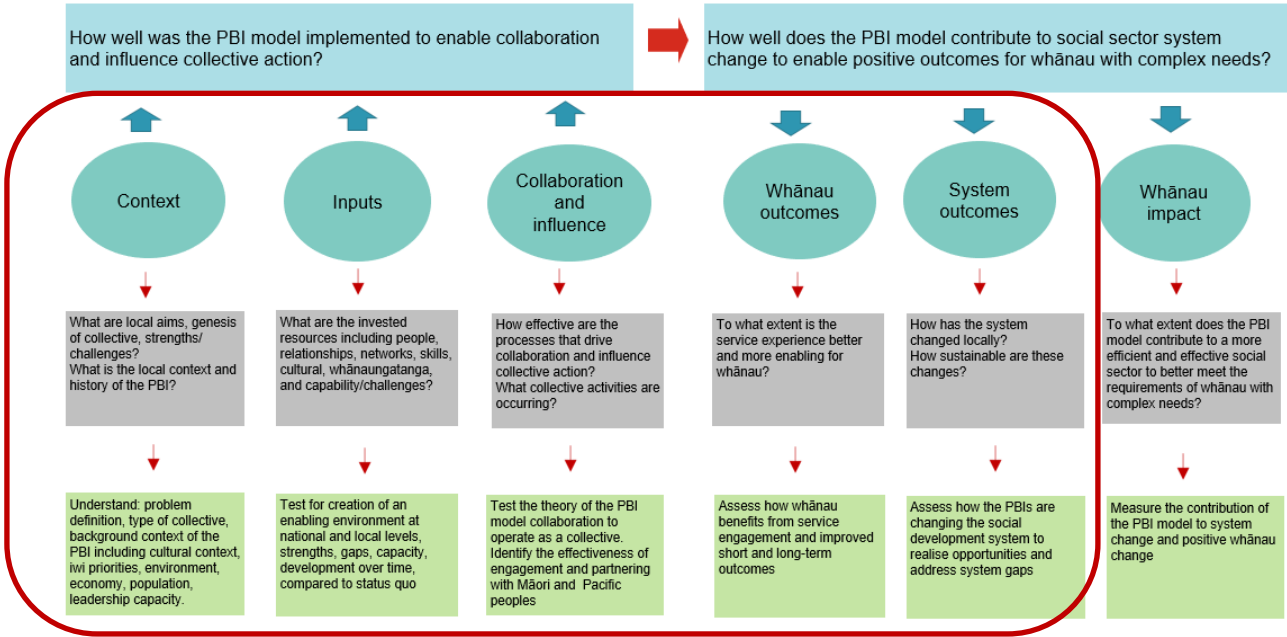 How well was the PBI model implemented to enable collaboration
and influence collective action?
How well does the PBI model contribute to social sector system
change to enable positive outcomes for whānau with complex needs?
Context
Inputs
Collaboration
and
influence
Whānau
outcomes
System
outcomes
Whānau
impact
What are local aims, genesis
of collective, strengths/
challenges?
What is the local context and
history of the PBI?
What are the invested
resources including people,
relationships, networks, skills,
cultural, whānaungatanga,
and capability/challenges?
How effective are the
processes that drive
collaboration and influence
collective action?
What collective activities are
occurring?
To what extent is the
service experience better
and more enabling for
whānau?
How has the system
changed locally?
How sustainable are these
changes?
To what extent does the PBI
model contribute to a more
efficient and effective social
sector to better meet the
requirements of whānau with
complex needs?
Understand: problem
definition, type of collective,
background context of the
PBI including cultural context,
iwi priorities, environment,
economy, population,
leadership capacity.
Test for creation of an
enabling environment at
national and local levels,
strengths, gaps, capacity,
development over time,
compared to status quo
Test the theory of the PBI
model collaboration to
operate as a collective.
Identify the effectiveness of
engagement and partnering
with Māori and Pacific
peoples
Assess how whānau
benefits from service
engagement and improved
short and long-term
outcomes
Assess how the PBIs are
changing the social
development system to
realise opportunities and
address system gaps
Measure the contribution of
the PBI model to system
change and positive whānau
change